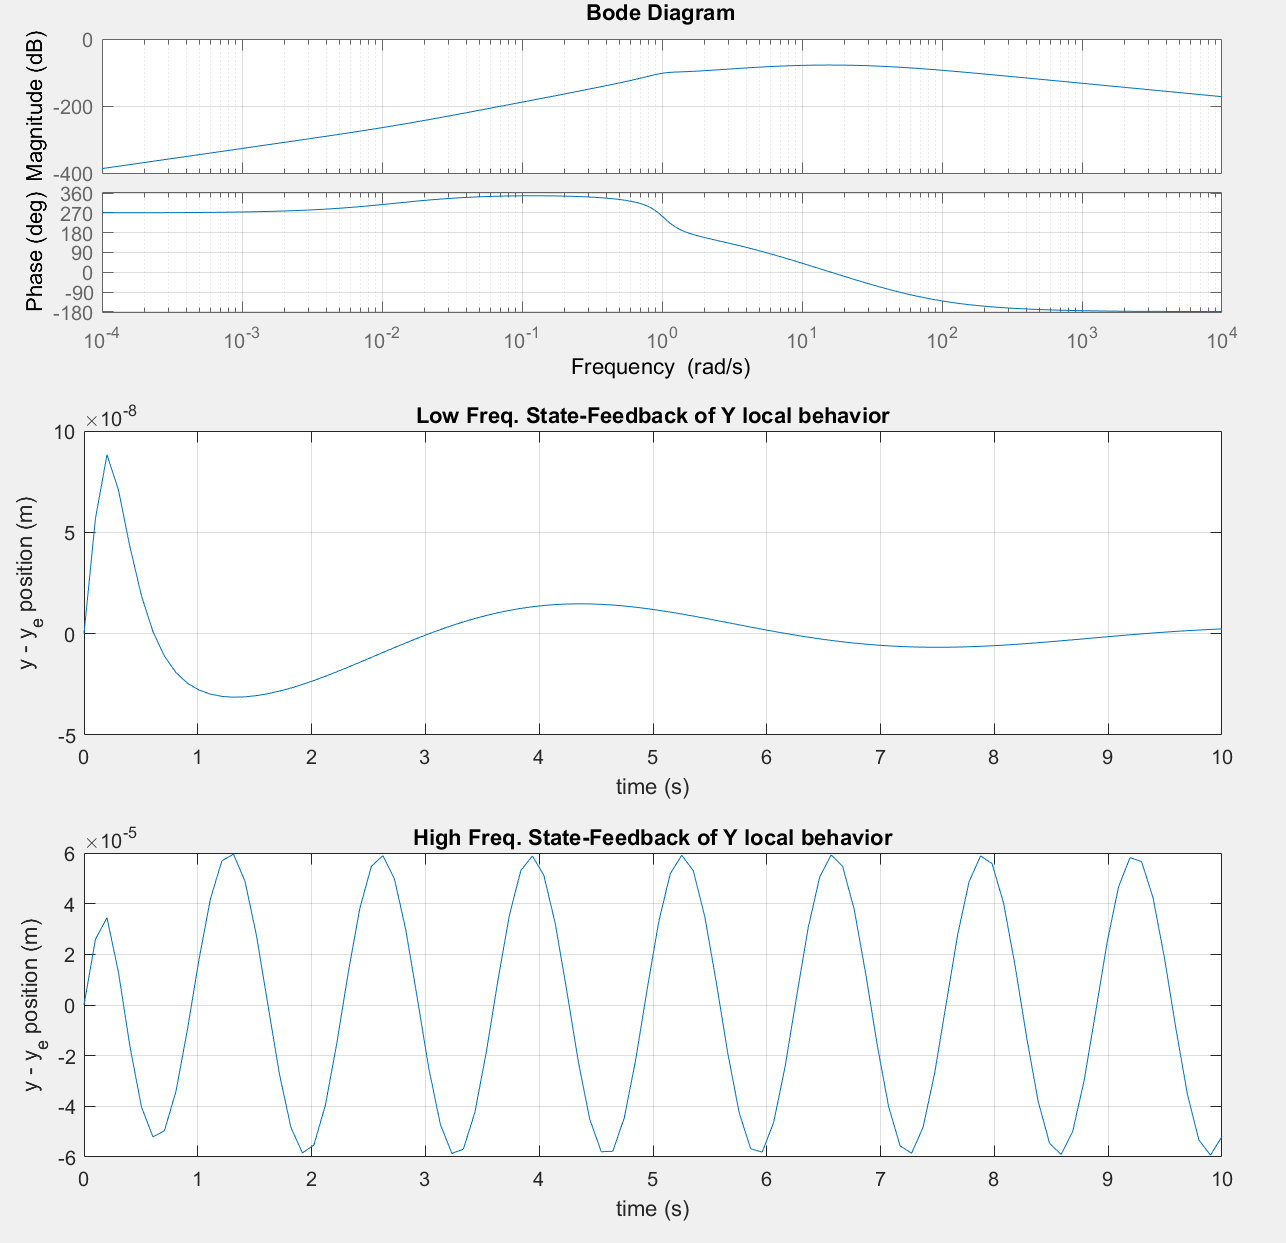 Bode Diagram
Magnitude (dB)
0
-200
-400
Phase (deg)
360
270
180
90
0
-90
-180
10^-4 10^-3 10^-2 10^-1 10^0 10^1 10^2 10^3 10^4
Frequency (rad/s)
×10^-8
Low Freq. State-Feedback of Y local behavior
y - y_e position (m)
10
5
0
-5
0 1 2 3 4 5 6 7 8 9 10
time (s)
×10^-5
High Freq. State-Feedback of Y local behavior
y - y_e position (m)
6
4
2
0
-2
-4
-6
0 1 2 3 4 5 6 7 8 9 10
time (s)